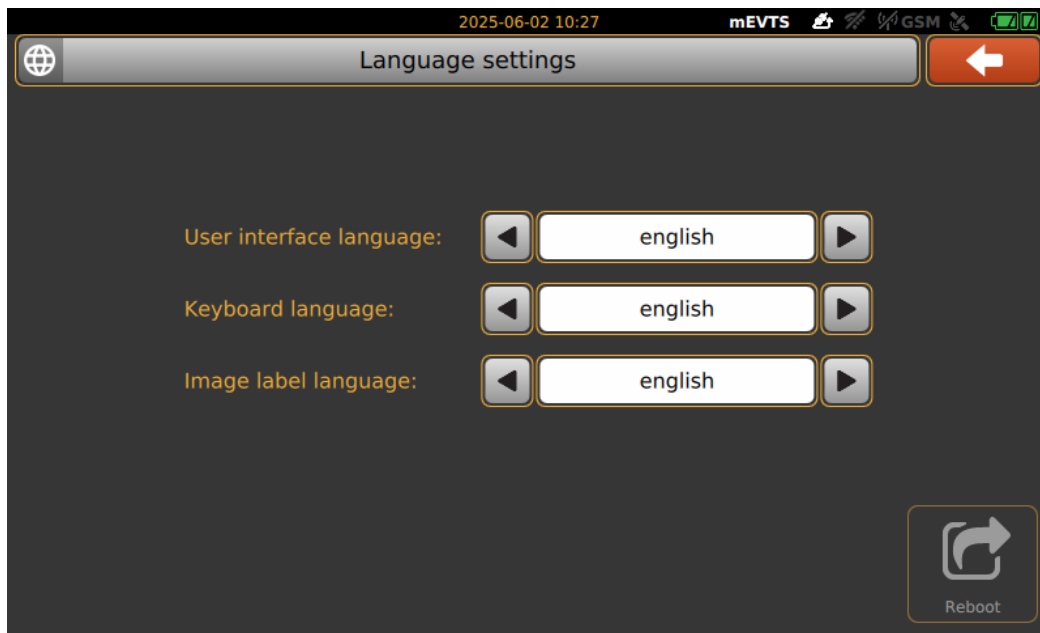 2025-06-02 10:27 mEVTS GSM
Language settings
User interface language: english
Keyboard language: english
Image label language: english
Reboot